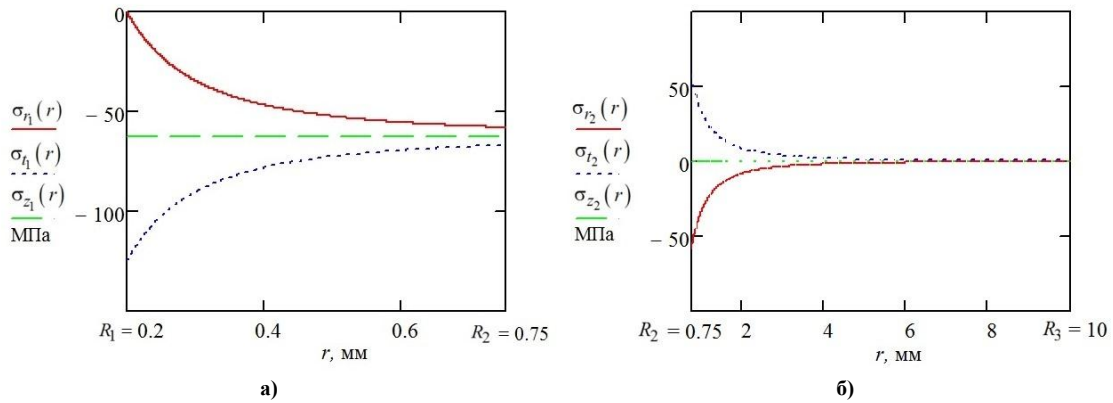 0
− 50
− 100
σr1(r)
σt1(r)
σz1(r)
МПа
R1 = 0.2
0.4
0.6
R2 = 0.75
r, мм
а)
50
0
− 50
σr2(r)
σt2(r)
σz2(r)
МПа
R2 = 0.75
2
4
6
8
R3 = 10
r, мм
б)